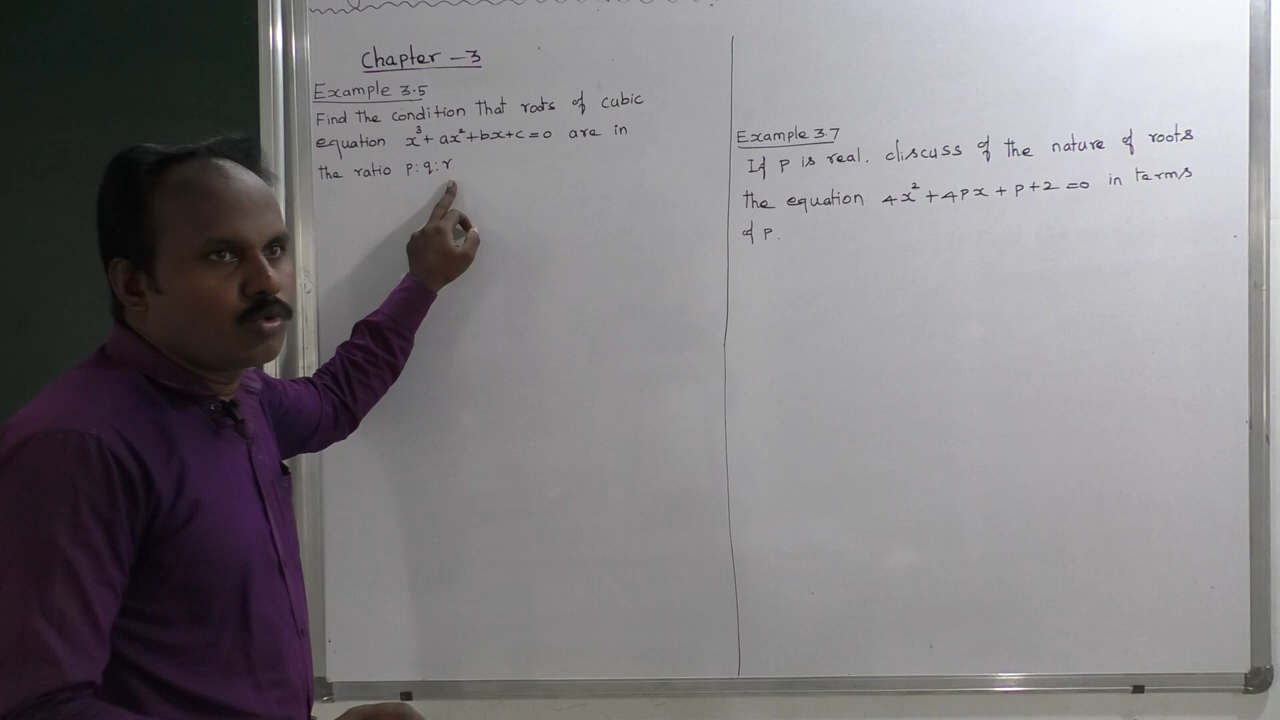 Chapter - 3
Example 3.5
Find the condition that roots of cubic
equation x³ + ax² + bx + c = 0 are in
the ratio p : q : r
Example 3.7
If P is real. discuss of the nature of roots
the equation 4x² + 4Px + P + 2 = 0 in terms
of P.